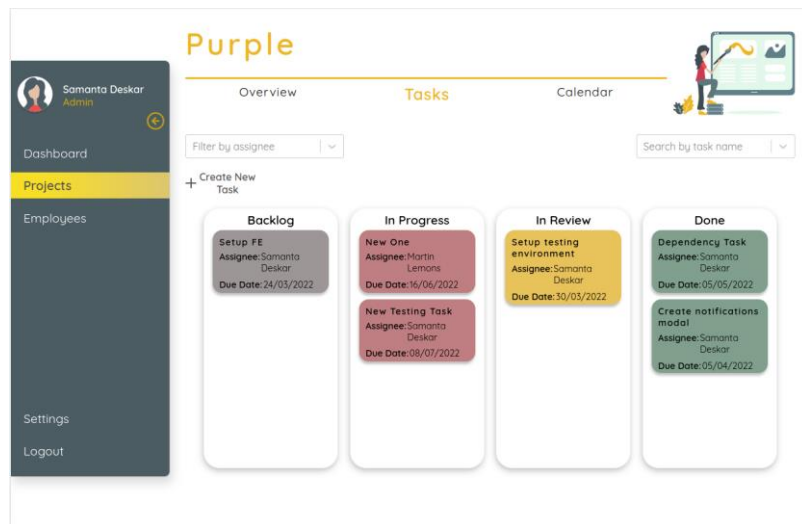 Purple
Samanta Deskar
Admin
Overview
Tasks
Calendar
Filter by assignee
Search by task name
Dashboard
Projects
Employees
Settings
Logout
Create New
Task
Backlog
Setup FE
Assignee: Samanta
Deskar
Due Date: 24/03/2022
In Progress
New One
Assignee: Martin
Lemons
Due Date: 16/06/2022
New Testing Task
Assignee: Samanta
Deskar
Due Date: 08/07/2022
In Review
Setup testing
environment
Assignee: Samanta
Deskar
Due Date: 30/03/2022
Done
Dependency Task
Assignee: Samanta
Deskar
Due Date: 05/05/2022
Create notifications
modal
Assignee: Samanta
Deskar
Due Date: 05/04/2022